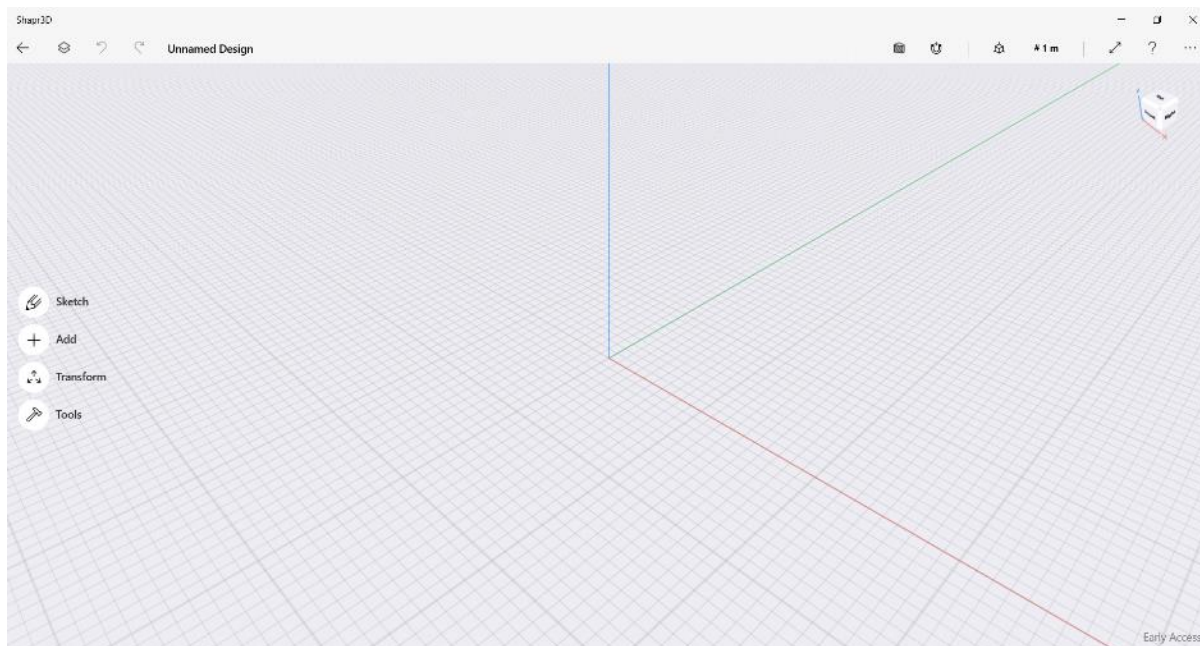 Shapr3D
Unnamed Design
# 1 m
?
Sketch
Add
Transform
Tools
Early Access